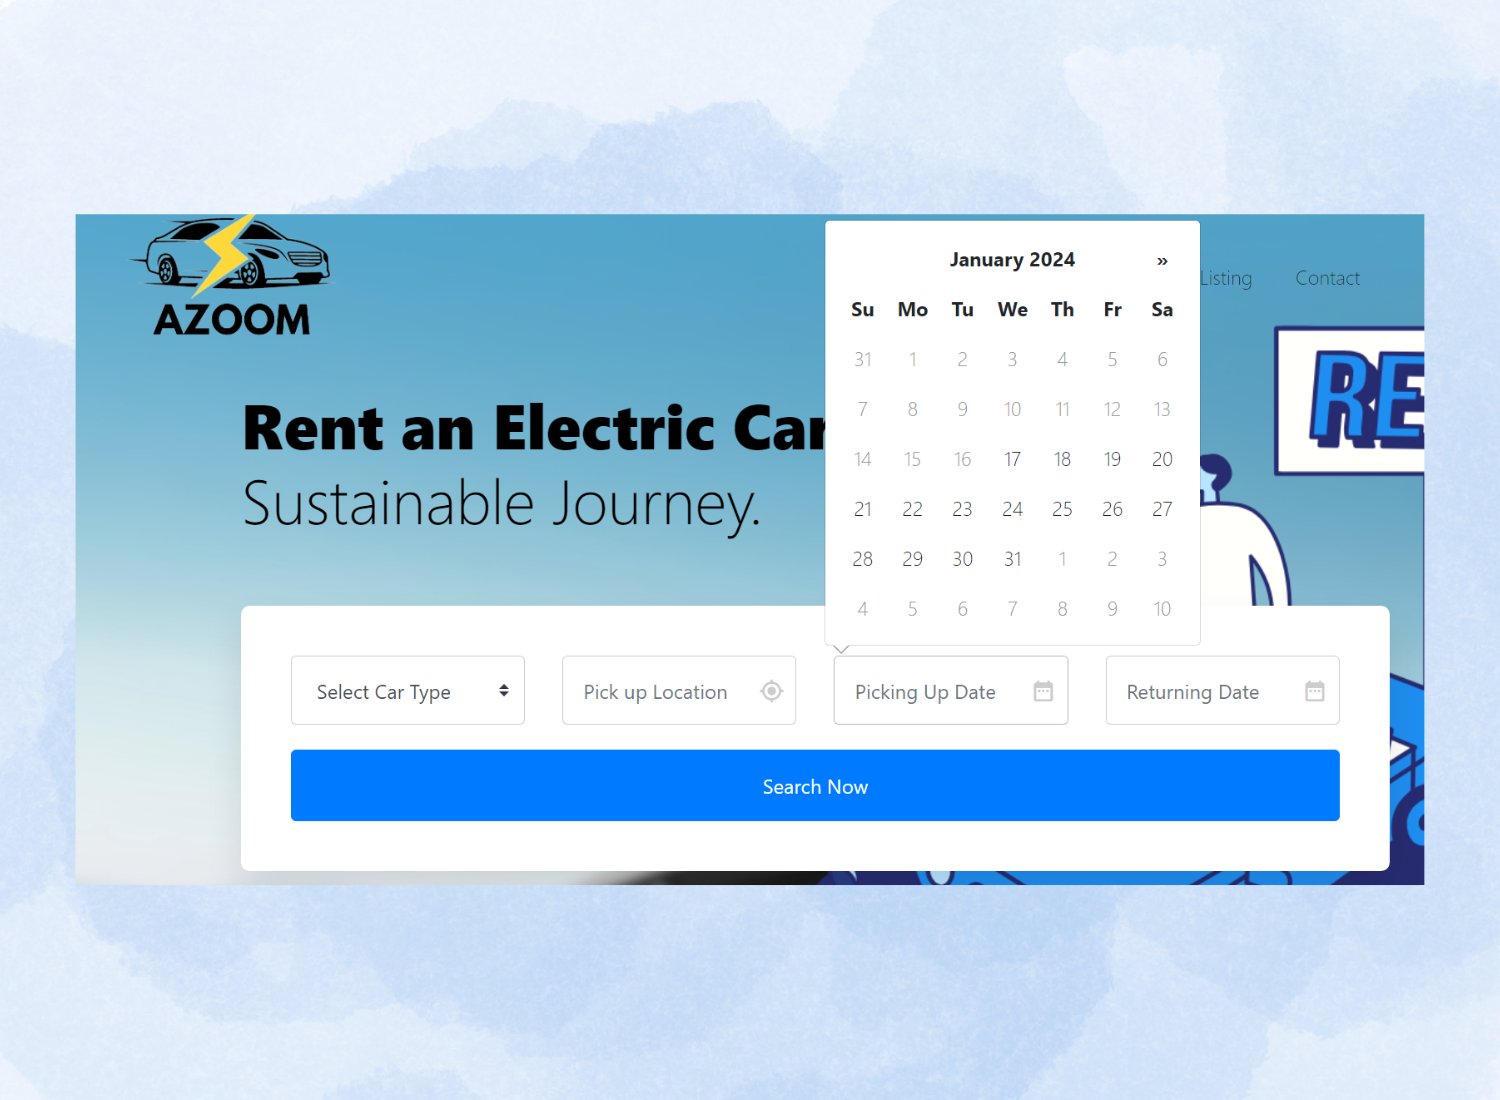 AZOOM
Listing
Contact
RE
Rent an Electric Car
Sustainable Journey.
January 2024 »
Su Mo Tu We Th Fr Sa
31 1 2 3 4 5 6
7 8 9 10 11 12 13
14 15 16 17 18 19 20
21 22 23 24 25 26 27
28 29 30 31 1 2 3
4 5 6 7 8 9 10
Select Car Type
Pick up Location
Picking Up Date
Returning Date
Search Now